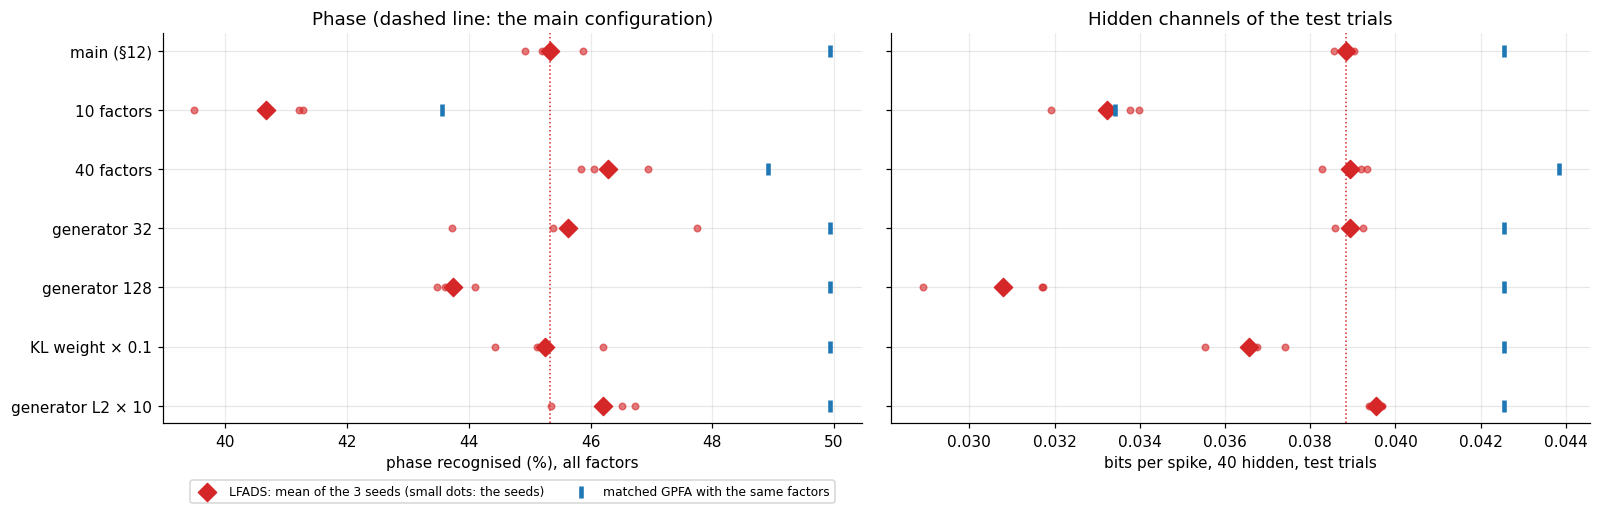 Phase (dashed line: the main configuration)
Hidden channels of the test trials
main (§12)
10 factors
40 factors
generator 32
generator 128
KL weight × 0.1
generator L2 × 10
40 42 44 46 48 50
0.030 0.032 0.034 0.036 0.038 0.040 0.042 0.044
phase recognised (%), all factors
bits per spike, 40 hidden, test trials
LFADS: mean of the 3 seeds (small dots: the seeds)
matched GPFA with the same factors